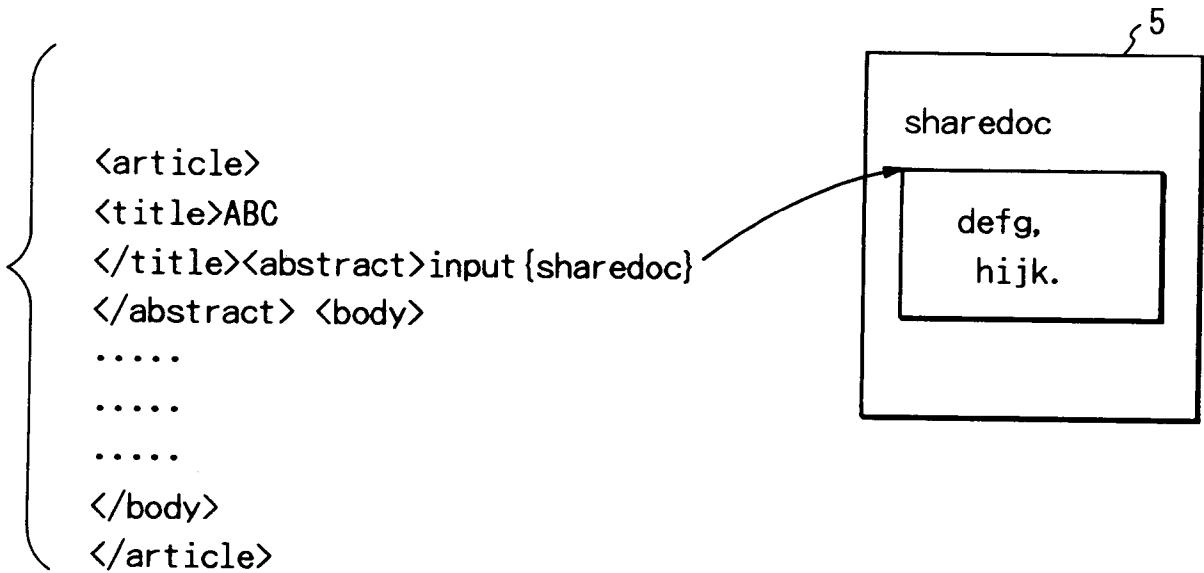 <article>
<title>ABC
</title><abstract>input{sharedoc}
</abstract> <body>
.....
.....
.....
</body>
</article>
5
sharedoc
defg,
hijk.